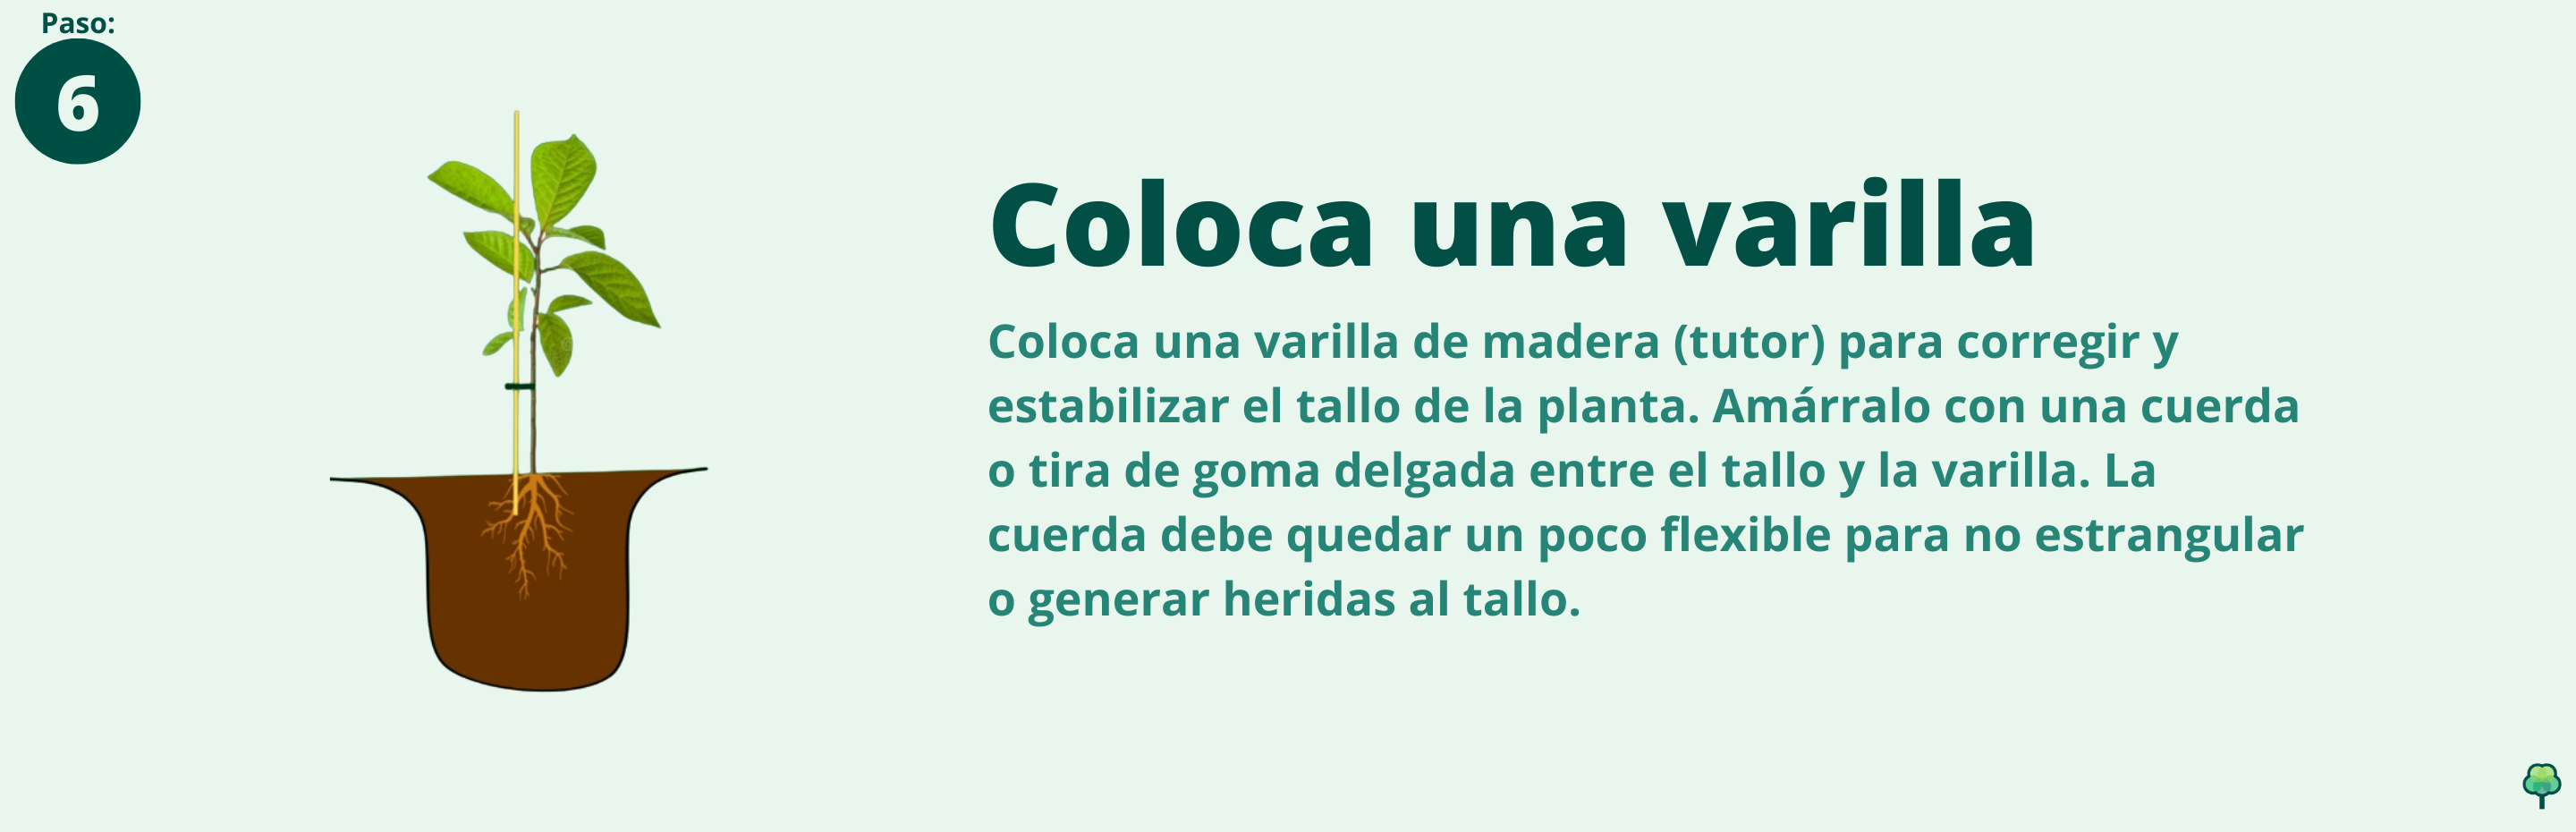 Paso:
6
Coloca una varilla
Coloca una varilla de madera (tutor) para corregir y
estabilizar el tallo de la planta. Amárralo con una cuerda
o tira de goma delgada entre el tallo y la varilla. La
cuerda debe quedar un poco flexible para no estrangular
o generar heridas al tallo.